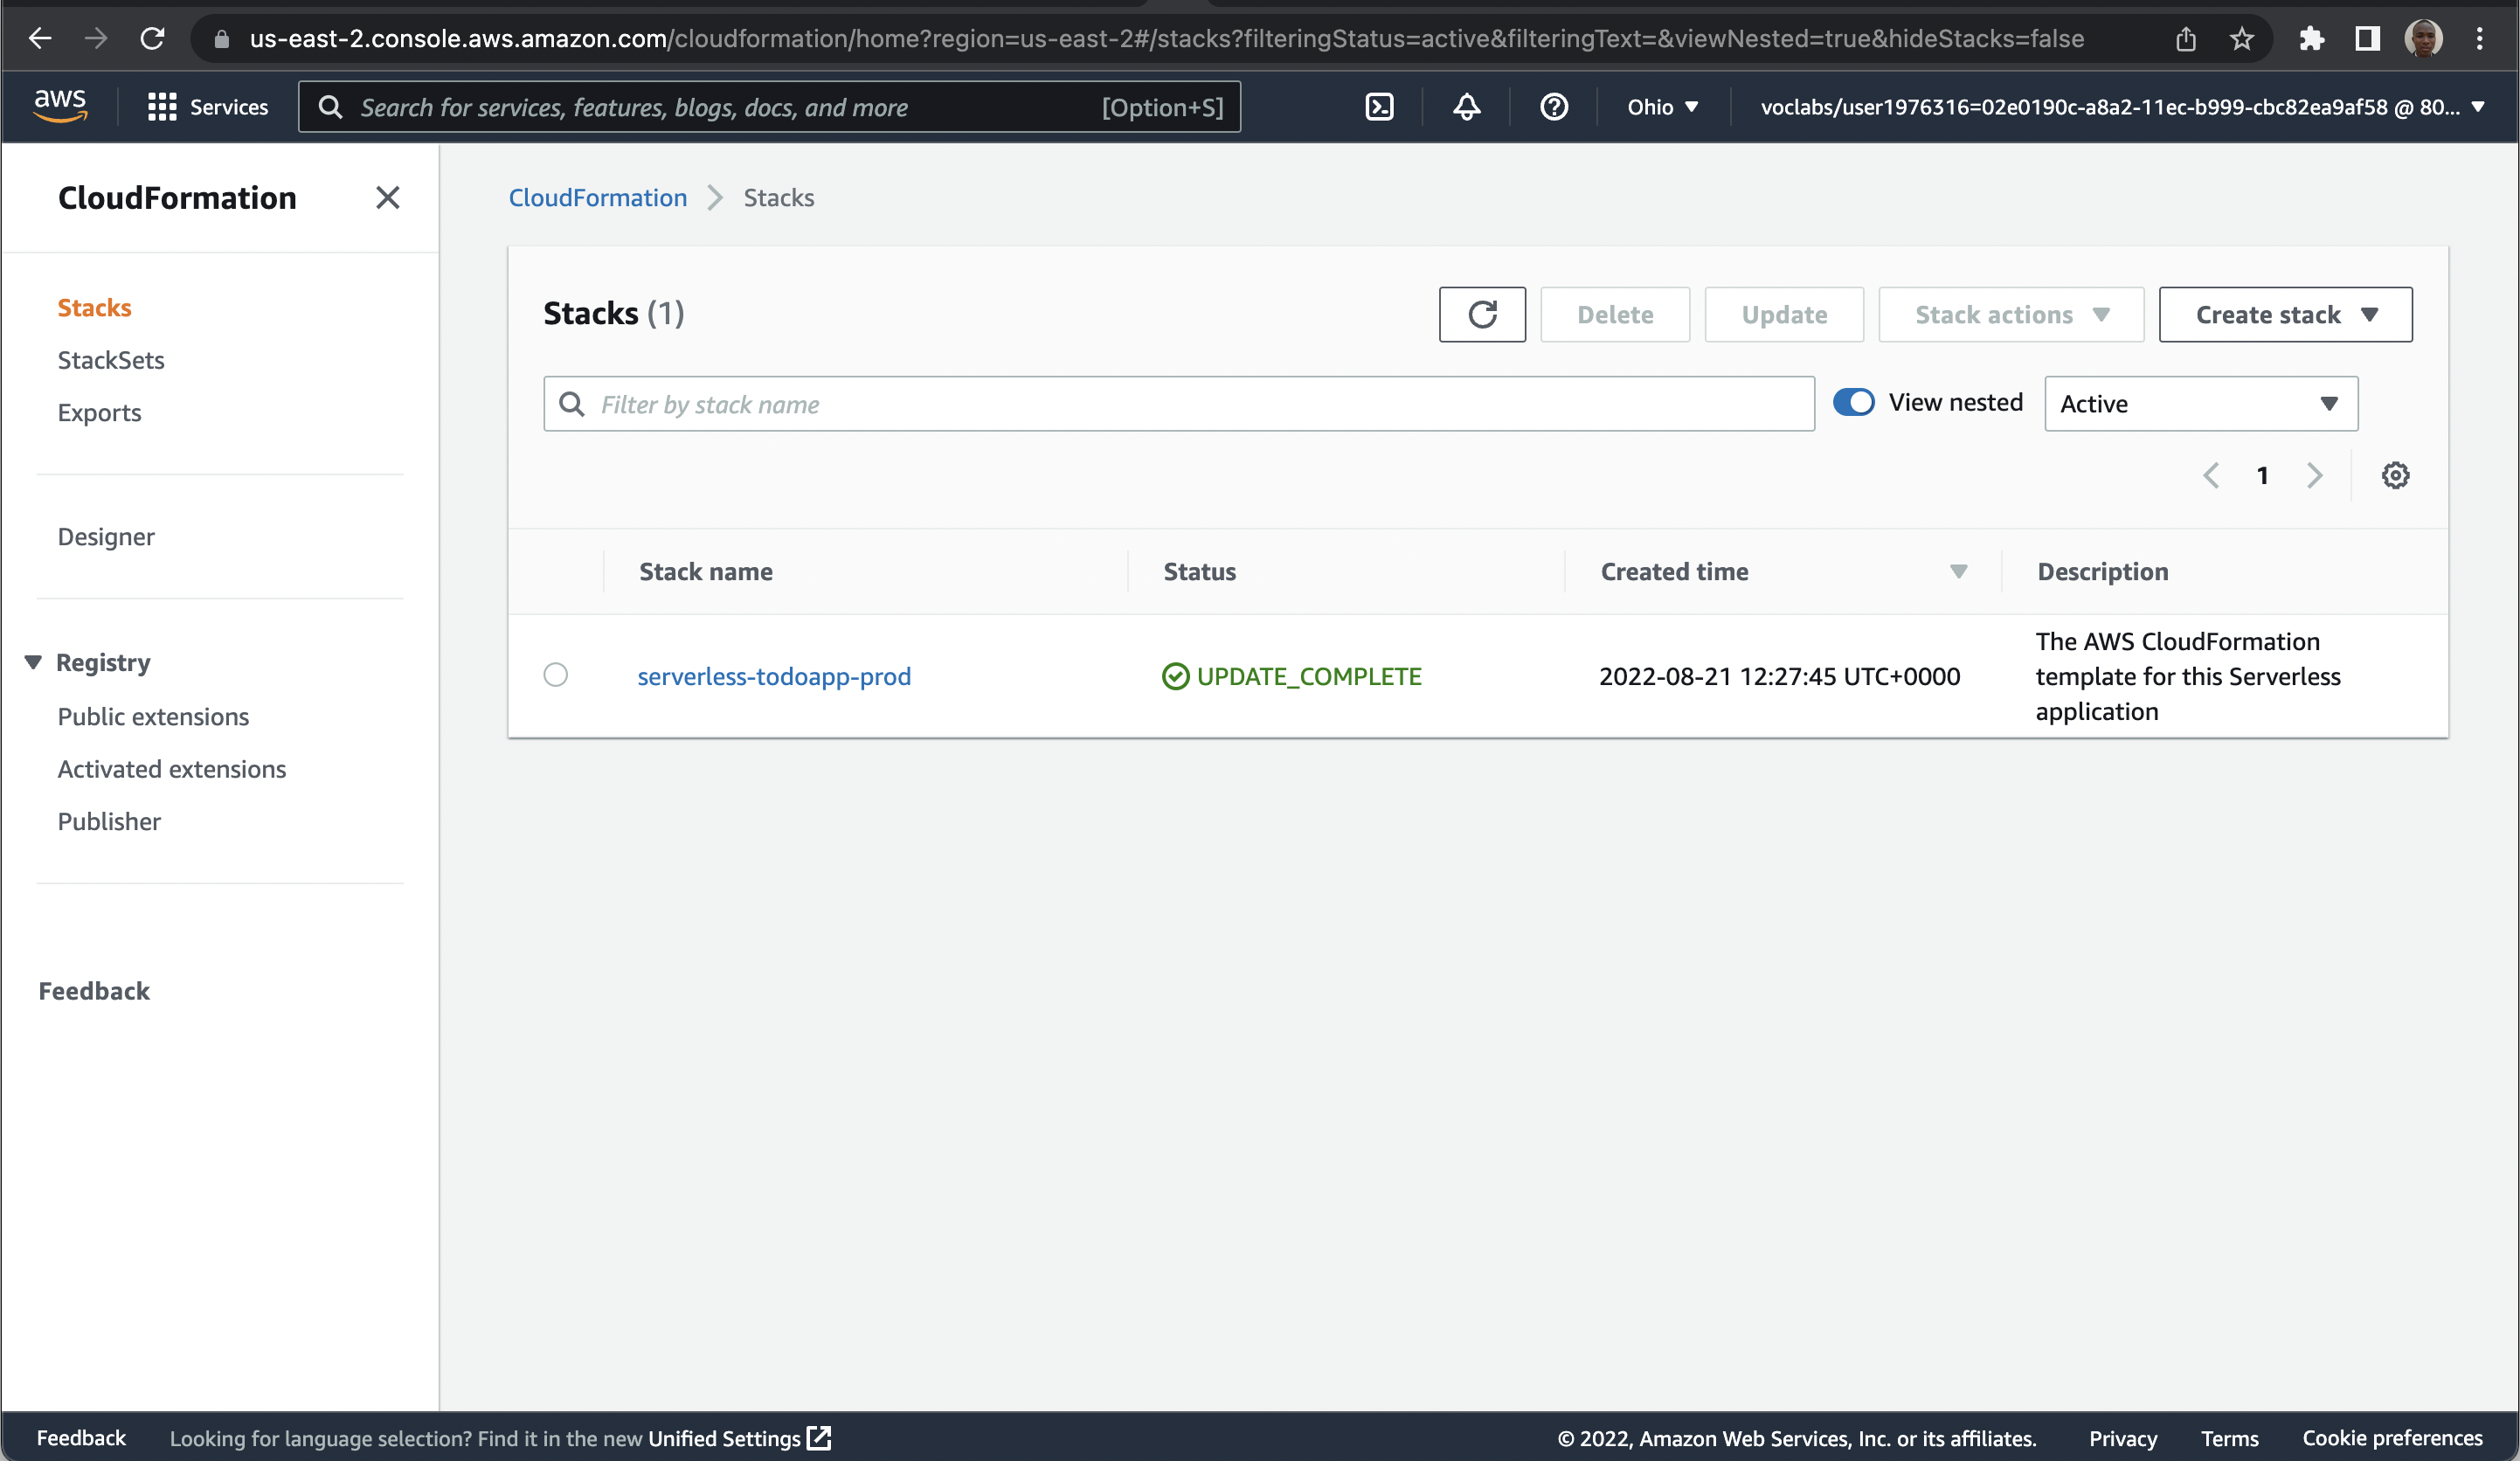 us-east-2.console.aws.amazon.com/cloudformation/home?region=us-east-2#/stacks?filteringStatus=active&filteringText=&viewNested=true&hideStacks=false
aws Services Search for services, features, blogs, docs, and more [Option+S] Ohio voclabs/user1976316=02e0190c-a8a2-11ec-b999-cbc82ea9af58 @ 80...
CloudFormation
Stacks
StackSets
Exports
Designer
Registry
Public extensions
Activated extensions
Publisher
Feedback
CloudFormation Stacks
Stacks (1) Delete Update Stack actions Create stack
Filter by stack name View nested Active
1
Stack name Status Created time Description
serverless-todoapp-prod UPDATE_COMPLETE 2022-08-21 12:27:45 UTC+0000 The AWS CloudFormation
template for this Serverless
application
Feedback Looking for language selection? Find it in the new Unified Settings © 2022, Amazon Web Services, Inc. or its affiliates. Privacy Terms Cookie preferences